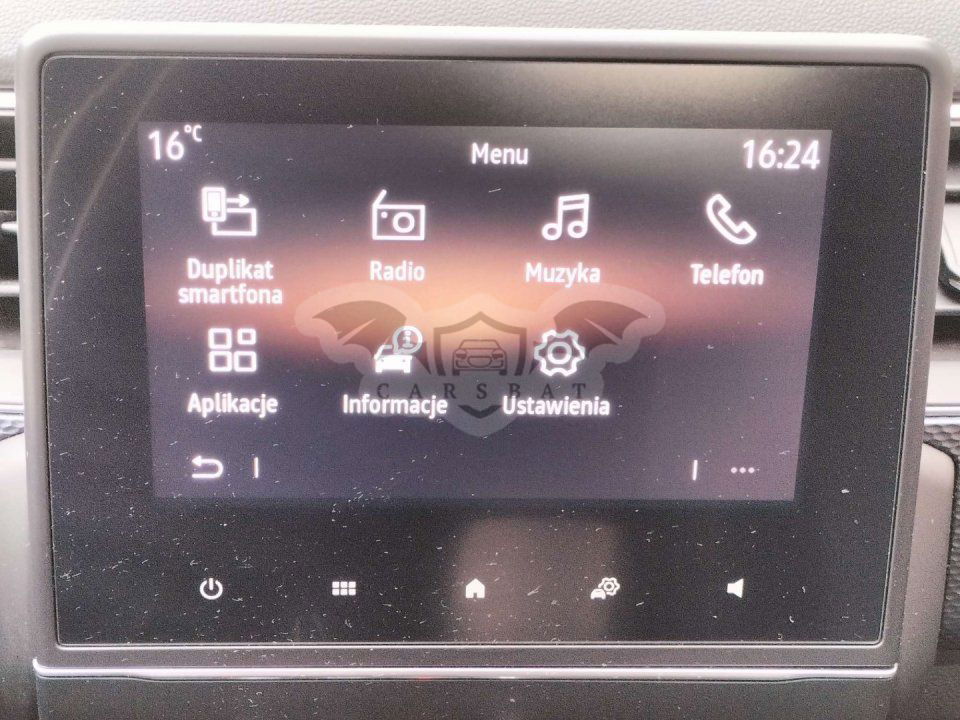 16°C
Menu
16:24
Duplikat
smartfona
Radio
Muzyka
Telefon
Aplikacje
Informacje
Ustawienia
CARSBAT